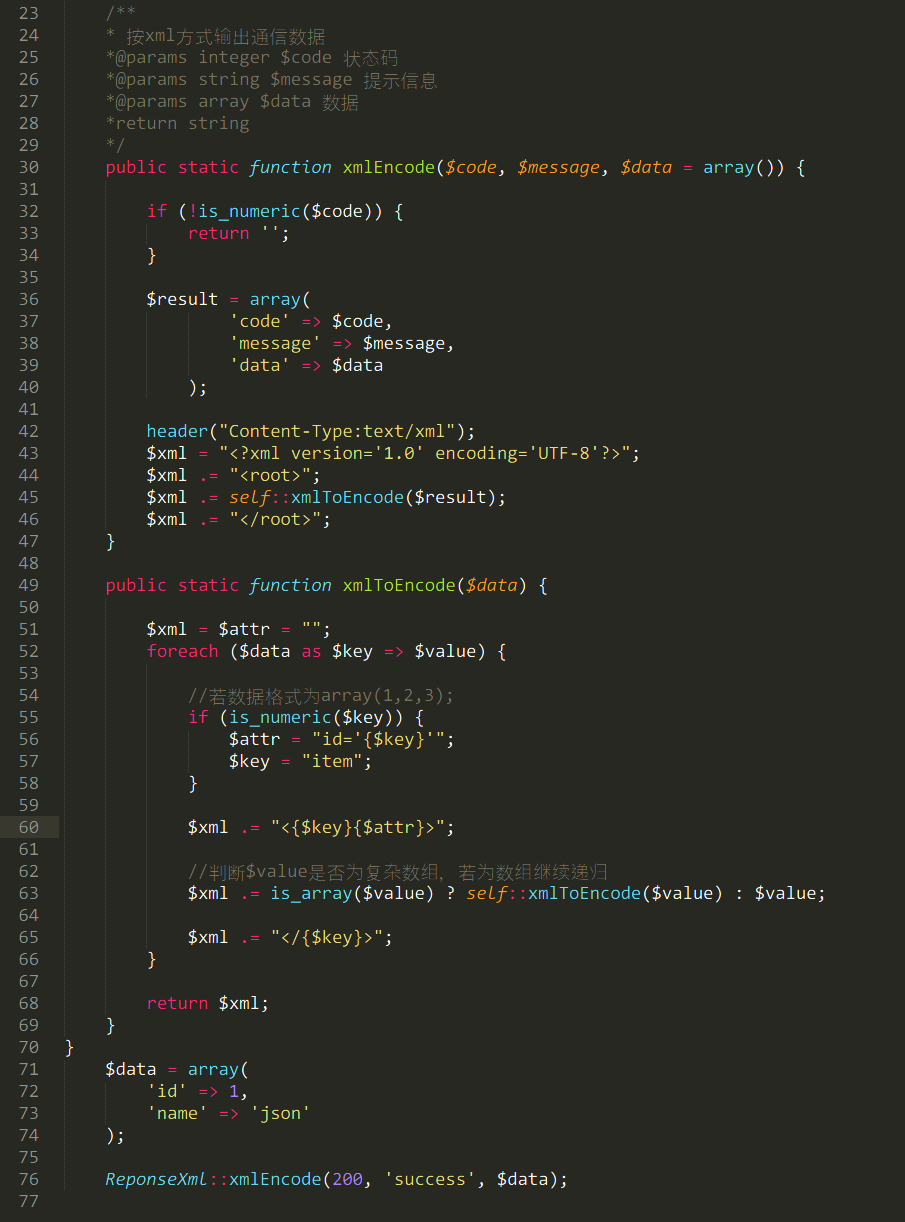 23 /**
24 * 按xml方式输出通信数据
25 *@params integer $code 状态码
26 *@params string $message 提示信息
27 *@params array $data 数据
28 *return string
29 */
30 public static function xmlEncode($code, $message, $data = array()) {
31
32 if (!is_numeric($code)) {
33 return '';
34 }
35
36 $result = array(
37 'code' => $code,
38 'message' => $message,
39 'data' => $data
40 );
41
42 header("Content-Type:text/xml");
43 $xml = "<?xml version='1.0' encoding='UTF-8'?>";
44 $xml .= "<root>";
45 $xml .= self::xmlToEncode($result);
46 $xml .= "</root>";
47 }
48
49 public static function xmlToEncode($data) {
50
51 $xml = $attr = "";
52 foreach ($data as $key => $value) {
53
54 //若数据格式为array(1,2,3);
55 if (is_numeric($key)) {
56 $attr = "id='{$key}'";
57 $key = "item";
58 }
59
60 $xml .= "<{$key}{$attr}>";
61
62 //判断$value是否为复杂数组，若为数组继续递归
63 $xml .= is_array($value) ? self::xmlToEncode($value) : $value;
64
65 $xml .= "</{$key}>";
66 }
67
68 return $xml;
69 }
70 }
71 $data = array(
72 'id' => 1,
73 'name' => 'json'
74 );
75
76 ReponseXml::xmlEncode(200, 'success', $data);
77